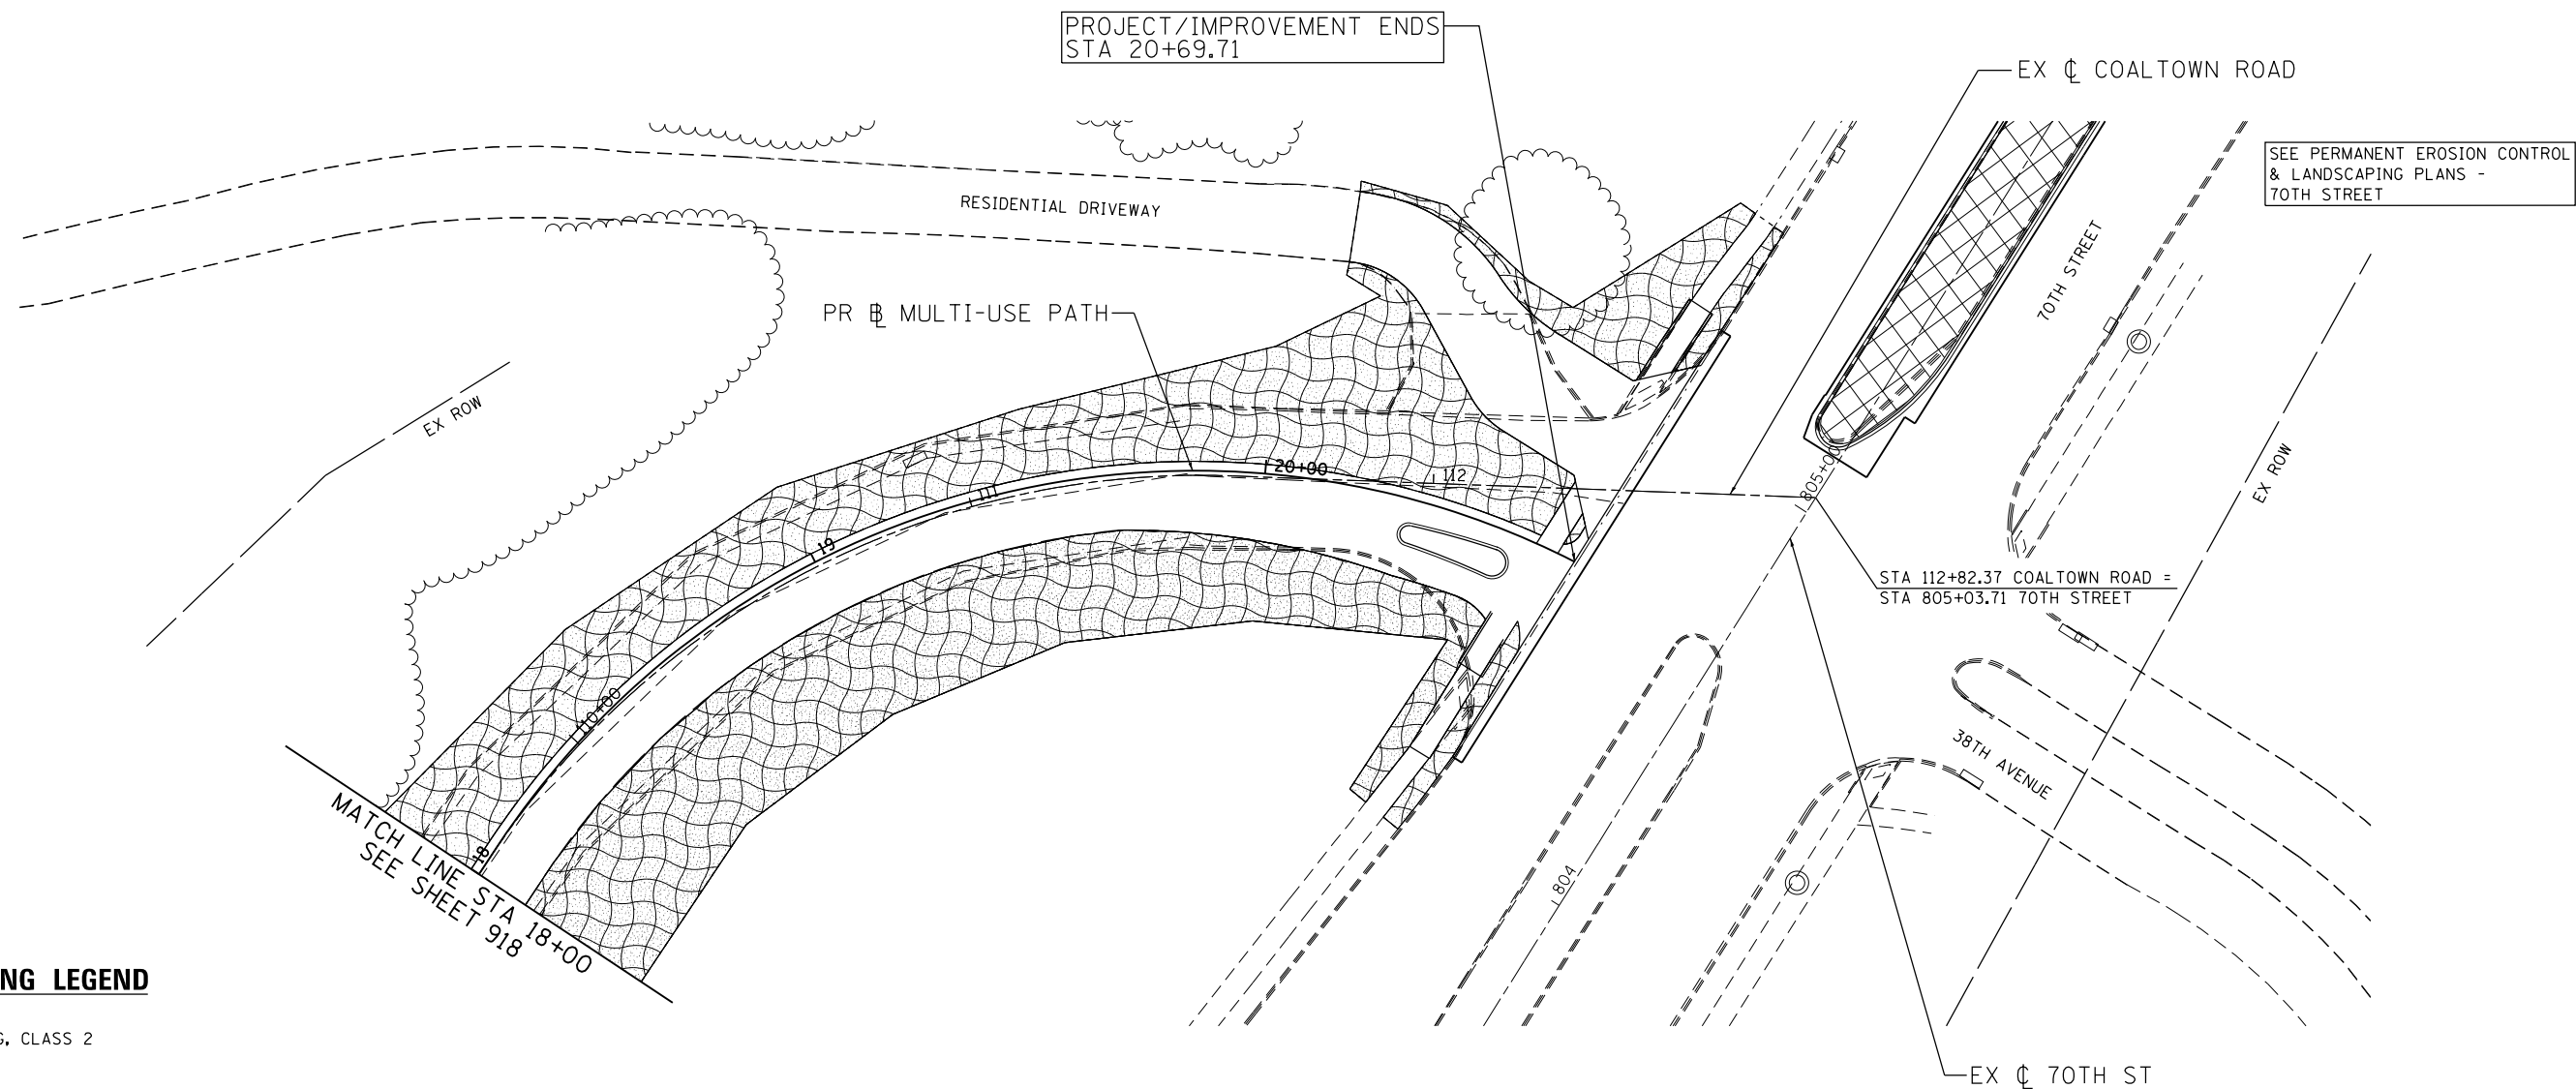 PROJECT/IMPROVEMENT ENDS
STA 20+69.71
EX ℄ COALTOWN ROAD
SEE PERMANENT EROSION CONTROL
& LANDSCAPING PLANS -
70TH STREET
RESIDENTIAL DRIVEWAY
70TH STREET
PR BL MULTI-USE PATH
EX ROW
EX ROW
20+00
112
111
805+00
19
STA 112+82.37 COALTOWN ROAD =
STA 805+03.71 70TH STREET
110+00
38TH AVENUE
18
804
MATCH LINE STA 18+00
SEE SHEET 918
NG LEGEND
, CLASS 2
EX ℄ 70TH ST